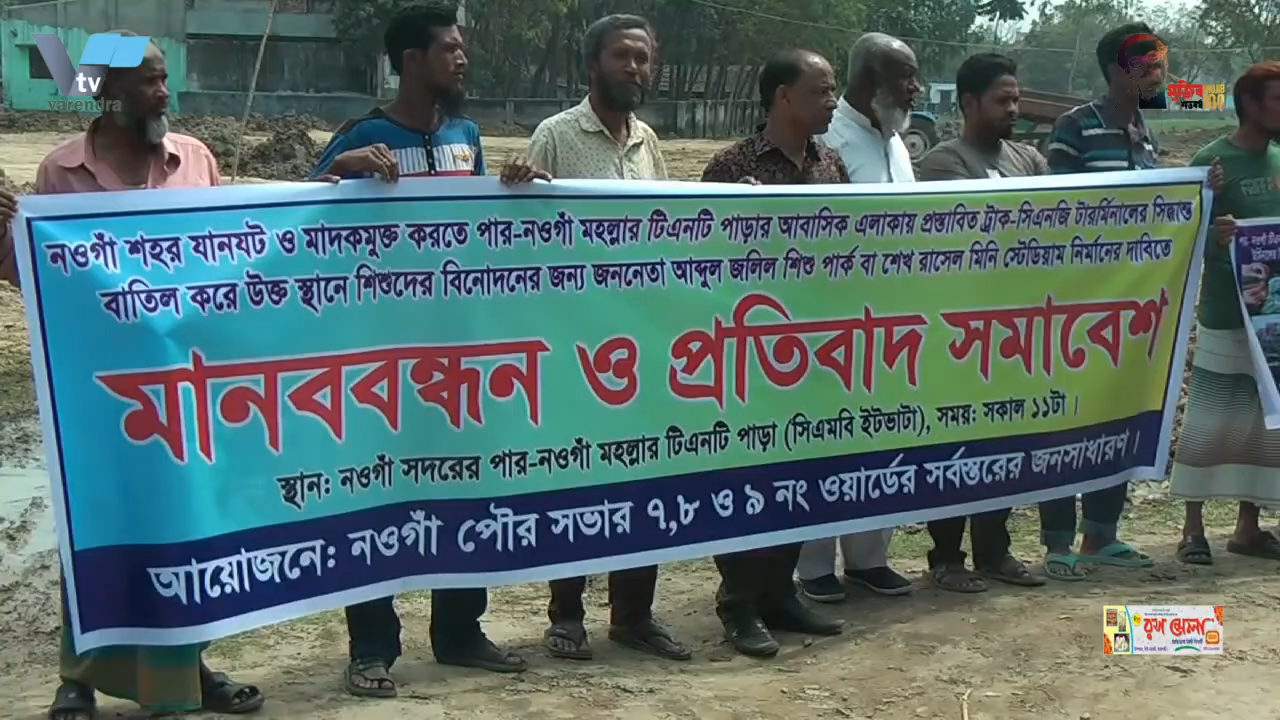 tv
varendra
নওগাঁ শহর যানযট ও মাদকমুক্ত করতে পার-নওগাঁ মহল্লার টিএনটি পাড়ার আবাসিক এলাকায় প্রস্তাবিত ট্রাক-সিএনজি টারর্মিনালের সিদ্ধান্ত
বাতিল করে উক্ত স্থানে শিশুদের বিনোদনের জন্য জননেতা আব্দুল জলিল শিশু পার্ক বা শেখ রাসেল মিনি স্টেডিয়াম নির্মানের দাবিতে
মানববন্ধন ও প্রতিবাদ সমাবেশ
স্থান: নওগাঁ সদরের পার-নওগাঁ মহল্লার টিএনটি পাড়া (সিএমবি ইটভাটা), সময়: সকাল ১১টা।
আয়োজনে: নওগাঁ পৌর সভার ৭,৮ ও ৯ নং ওয়ার্ডের সর্বস্তরের জনসাধারণ।